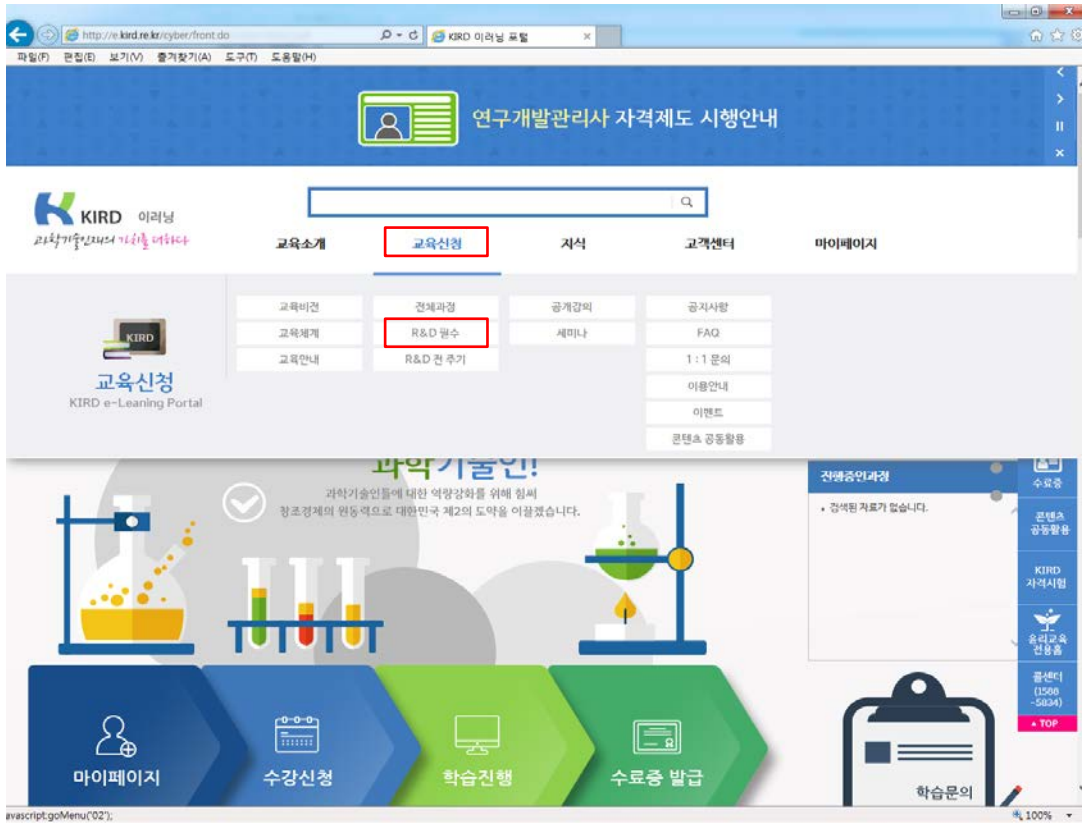 http://e.kird.re.kr/cyber/front.do
KIRD 이러닝 포털
파일(F) 편집(E) 보기(V) 즐겨찾기(A) 도구(T) 도움말(H)
연구개발관리사 자격제도 시행안내
KIRD 이러닝
과학기술인재의 가치를 더하다
교육소개 교육신청 지식 고객센터 마이페이지
KIRD
교육신청
KIRD e-Leaning Portal
교육비전 전체과정 공개강의 공지사항
교육체계 R&D 필수 세미나 FAQ
교육안내 R&D 전 주기 1 : 1 문의
이용안내
이벤트
콘텐츠 공동활용
과학기술인!
과학기술인들에 대한 역량강화를 위해 힘써
창조경제의 원동력으로 대한민국 제2의 도약을 이끌겠습니다.
진행중인과정
검색된 자료가 없습니다.
수료증
콘텐츠
공동활용
KIRD
자격시험
윤리교육
전용홈
콜센터
(1588
-5834)
▲ TOP
마이페이지 수강신청 학습진행 수료증 발급
학습문의
avascript:goMenu('02');
100%